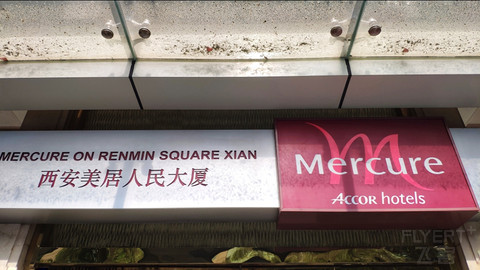 MERCURE ON RENMIN SQUARE XIAN
西安美居人民大厦
Mercure
ACCOR hotels
FLYERT